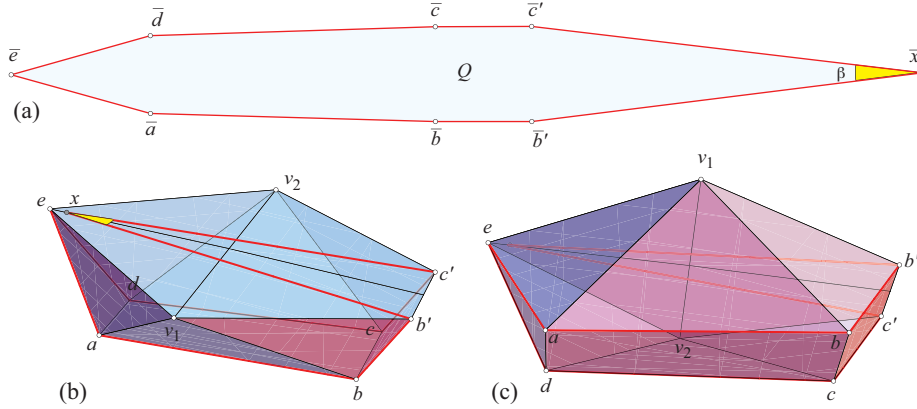 e̅ d̅ c̅ c̅′ x̅
Q β
(a) a̅ b̅ b̅′
e x v₂ c′ d c b′ a v₁ b
(b)
v₁ e b′ c′ a b v₂ d c
(c)